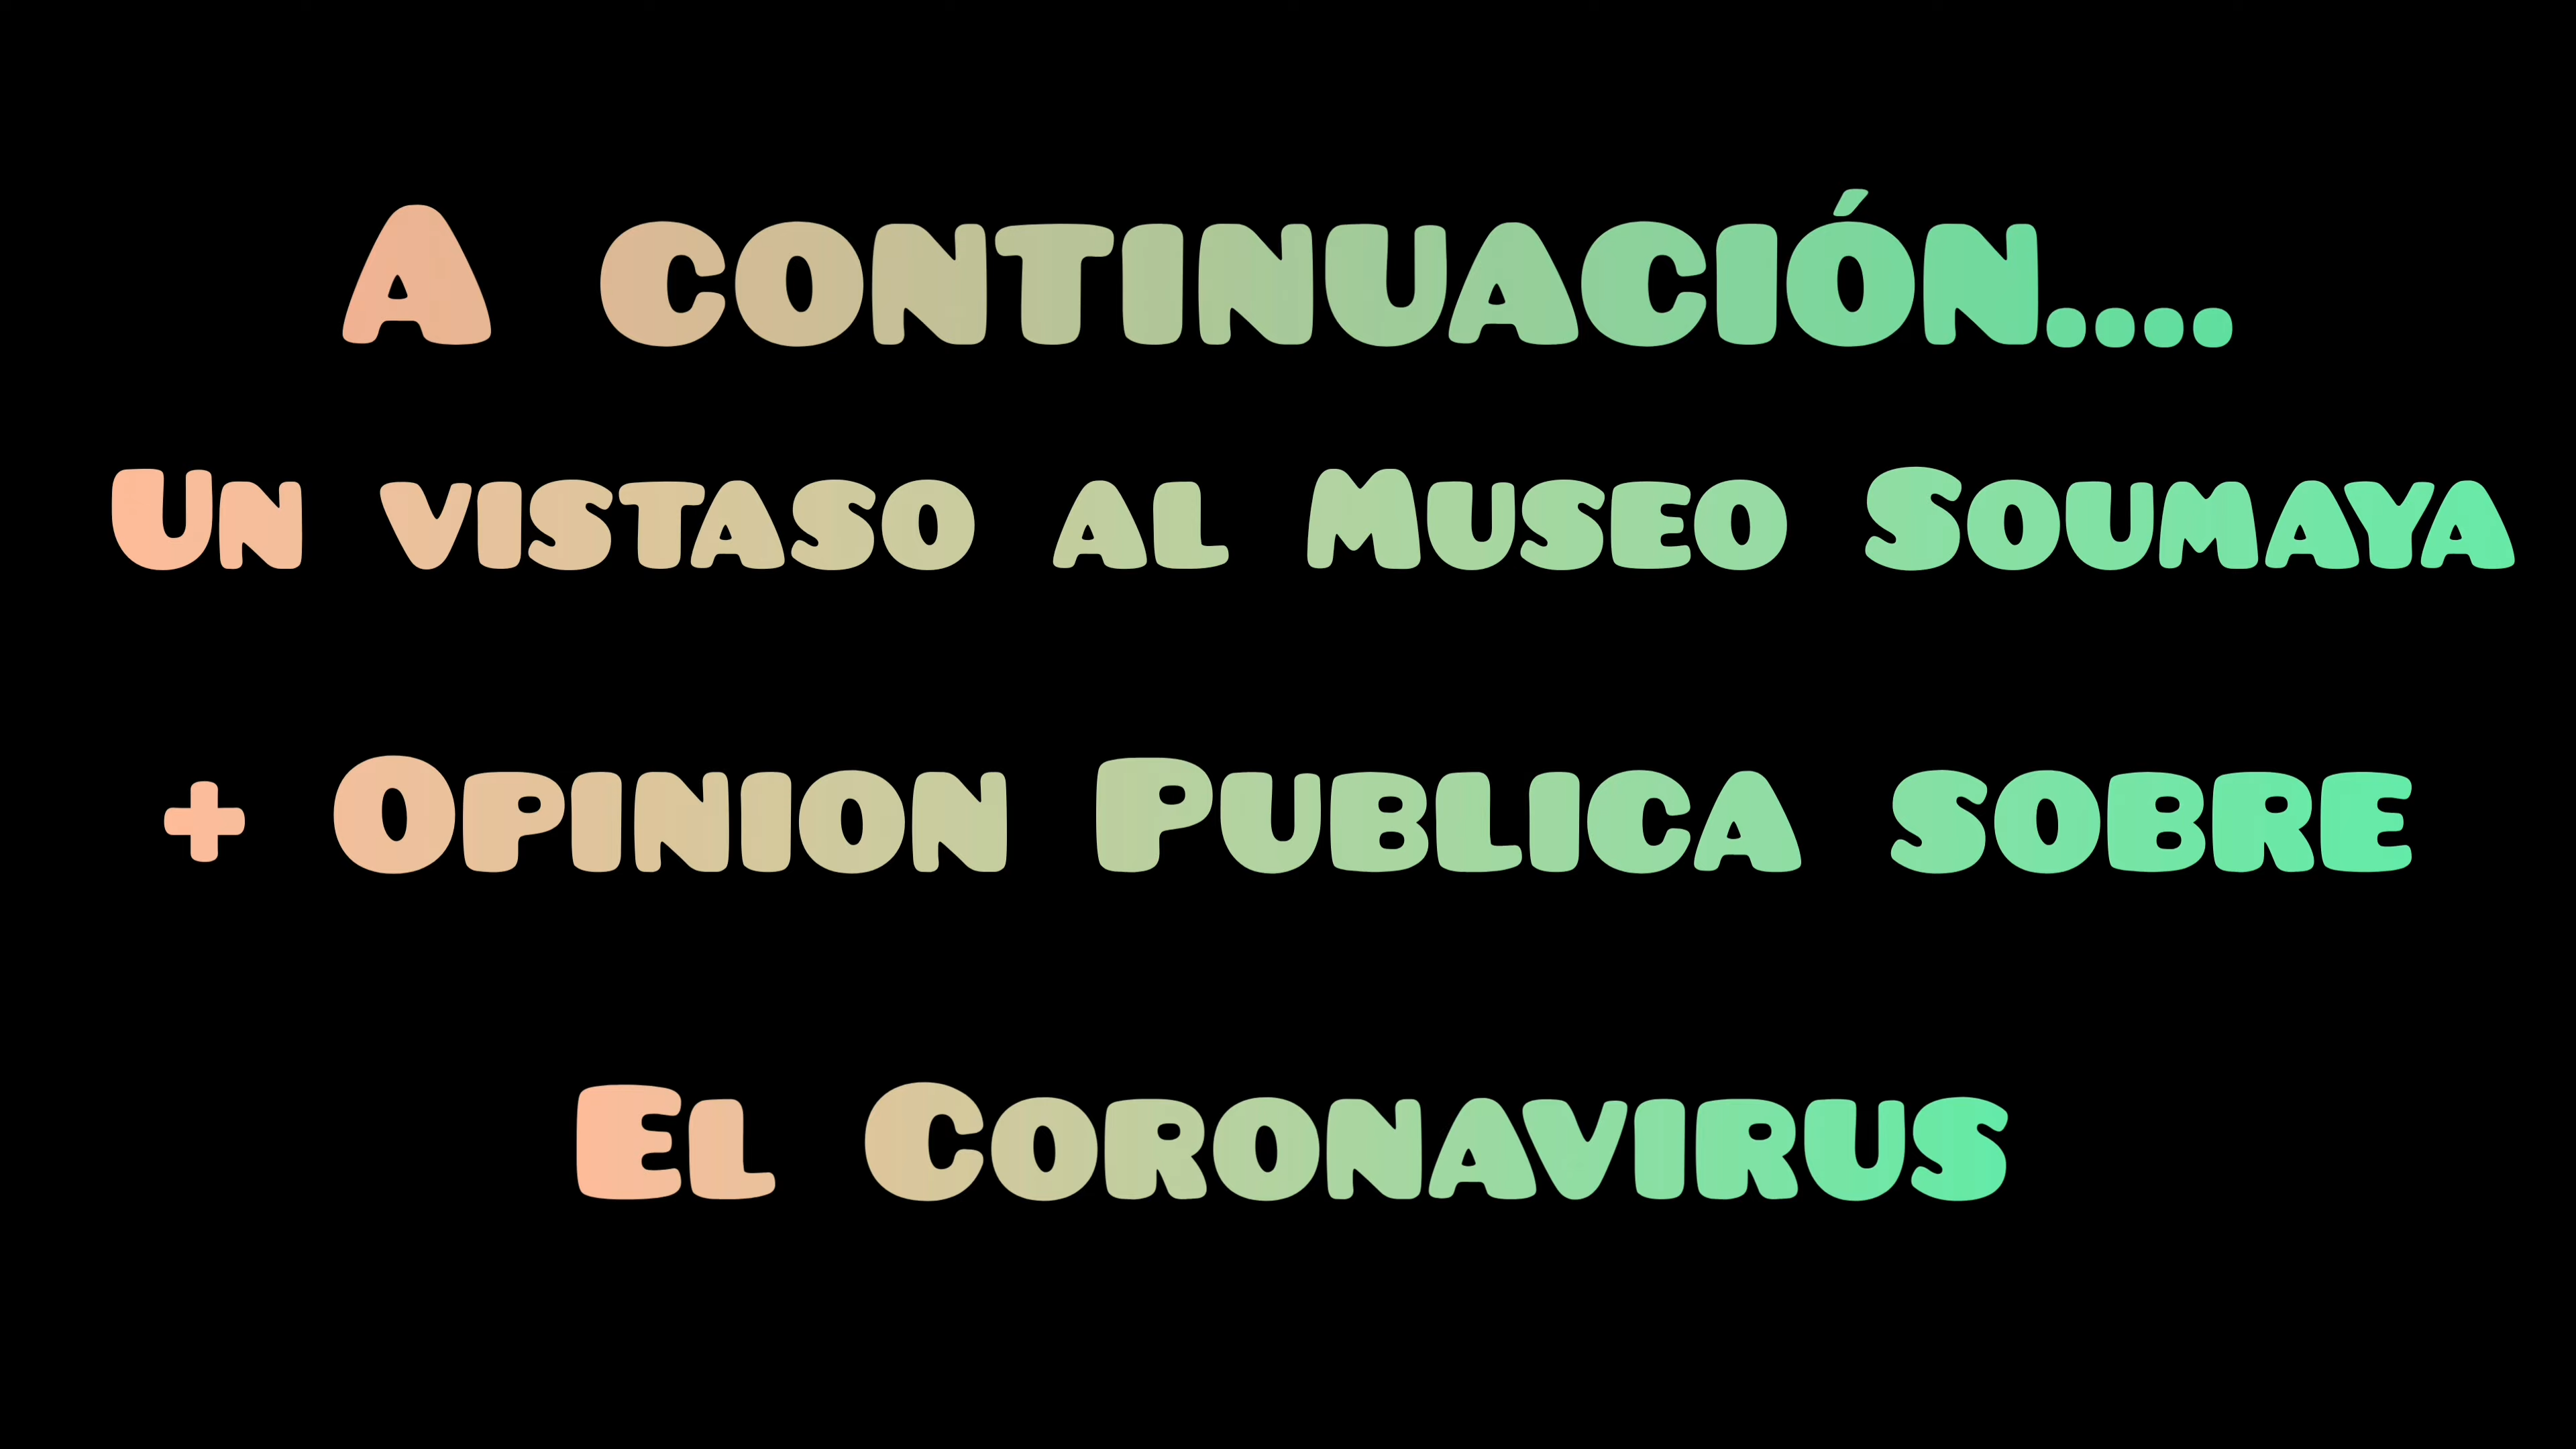 A continuación....
Un vistaso al Museo Soumaya
+ Opinion Publica sobre
El Coronavirus